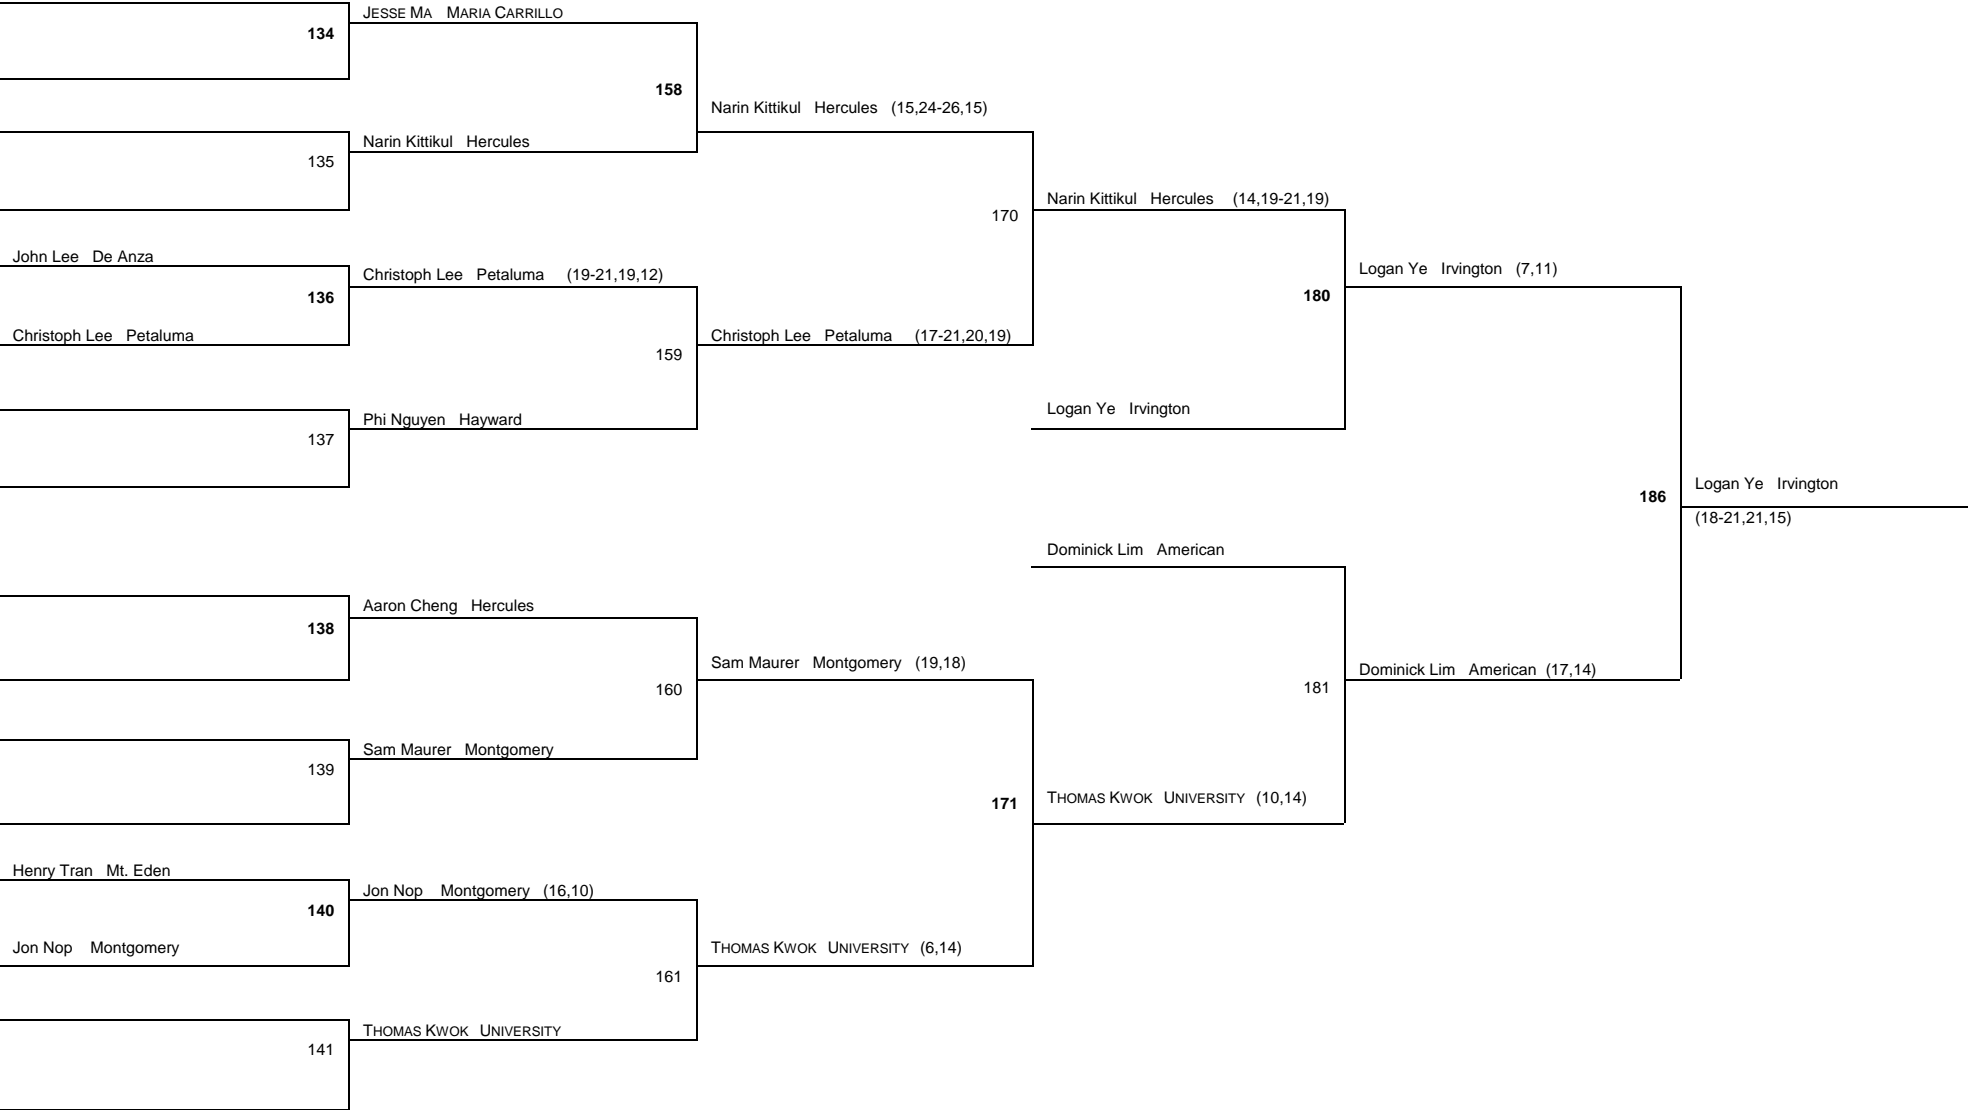 JESSE MA MARIA CARRILLO
134
158
Narin Kittikul Hercules (15,24-26,15)
Narin Kittikul Hercules
135
Narin Kittikul Hercules (14,19-21,19)
170
John Lee De Anza
Christoph Lee Petaluma (19-21,19,12)
Logan Ye Irvington (7,11)
136
180
Christoph Lee Petaluma
Christoph Lee Petaluma (17-21,20,19)
159
Logan Ye Irvington
Phi Nguyen Hayward
137
Logan Ye Irvington
186
(18-21,21,15)
Dominick Lim American
Aaron Cheng Hercules
138
Sam Maurer Montgomery (19,18)
Dominick Lim American (17,14)
160
181
Sam Maurer Montgomery
139
THOMAS KWOK UNIVERSITY (10,14)
171
Henry Tran Mt. Eden
Jon Nop Montgomery (16,10)
140
Jon Nop Montgomery
THOMAS KWOK UNIVERSITY (6,14)
161
THOMAS KWOK UNIVERSITY
141